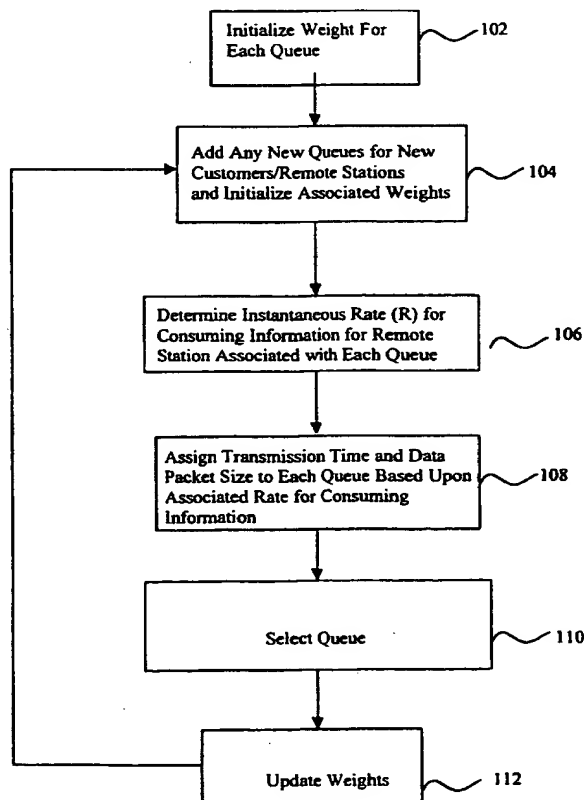 Initialize Weight For
Each Queue
102
Add Any New Queues for New
Customers/Remote Stations
and Initialize Associated Weights
104
Determine Instantaneous Rate (R) for
Consuming Information for Remote
Station Associated with Each Queue
106
Assign Transmission Time and Data
Packet Size to Each Queue Based Upon
Associated Rate for Consuming
Information
108
Select Queue
110
Update Weights
112